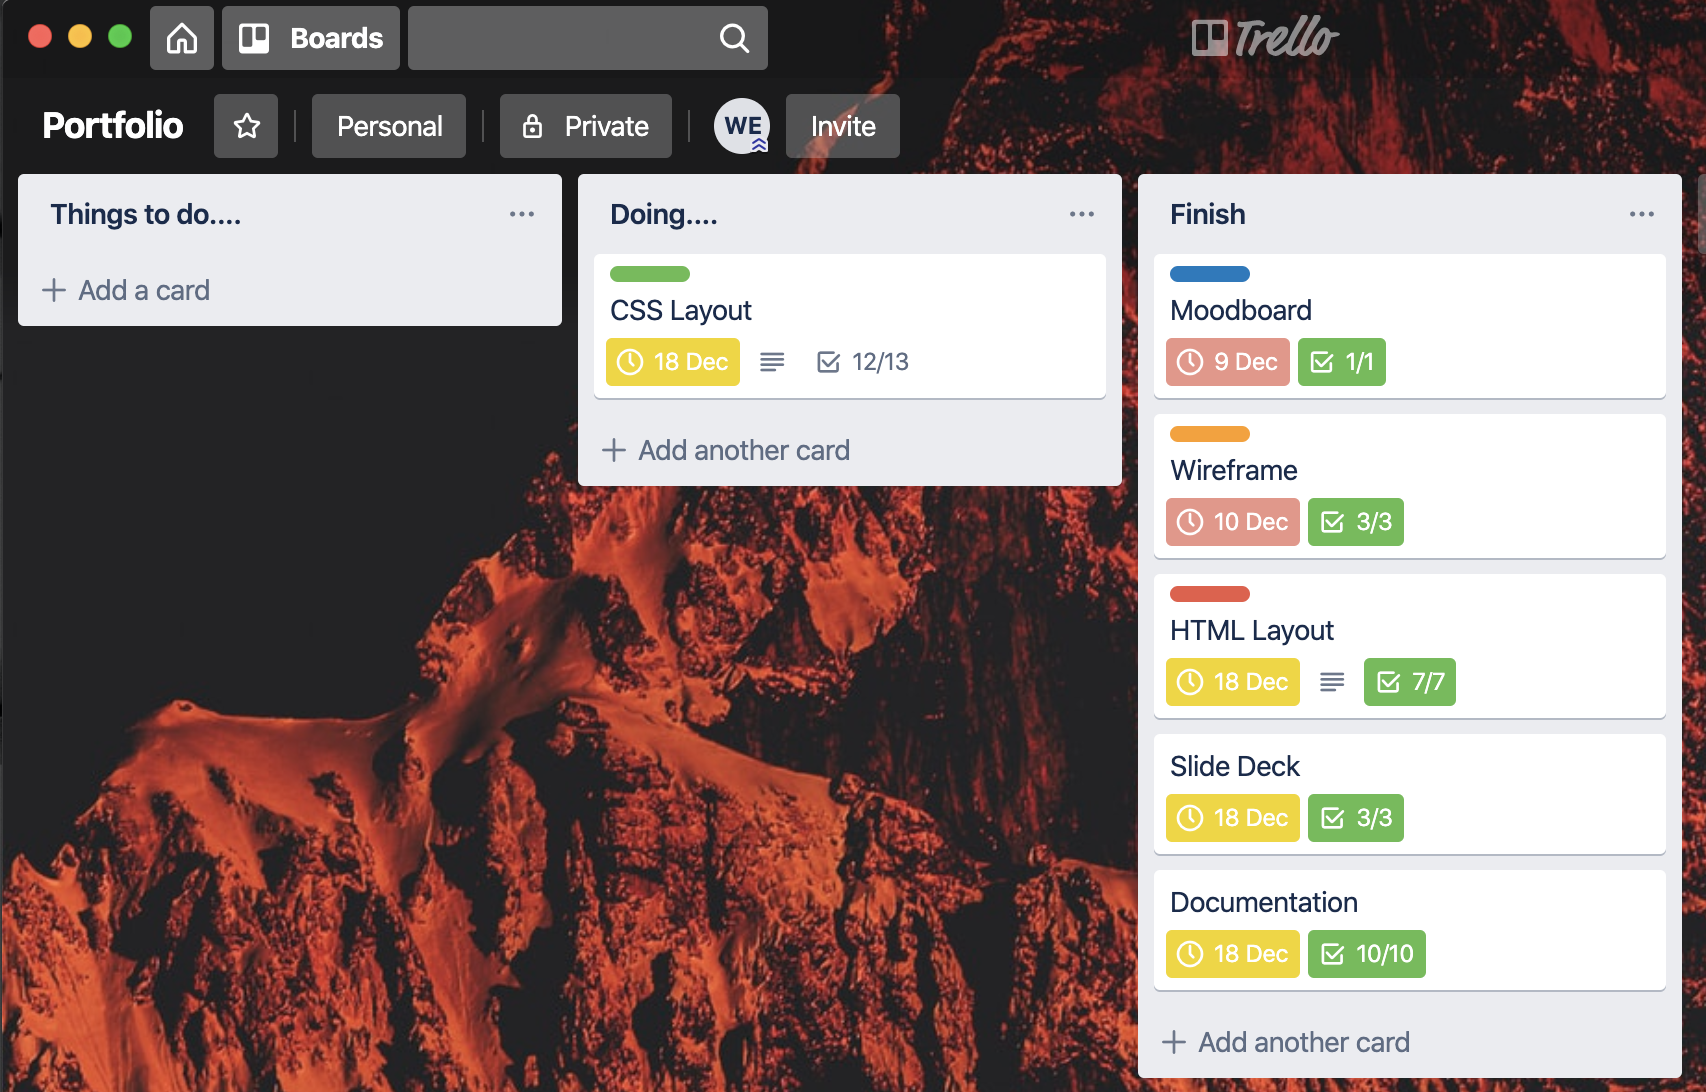 Boards
Trello
Portfolio
Personal
Private
WE
Invite
Things to do....
Add a card
Doing....
CSS Layout
18 Dec 12/13
Add another card
Finish
Moodboard
9 Dec 1/1
Wireframe
10 Dec 3/3
HTML Layout
18 Dec 7/7
Slide Deck
18 Dec 3/3
Documentation
18 Dec 10/10
Add another card